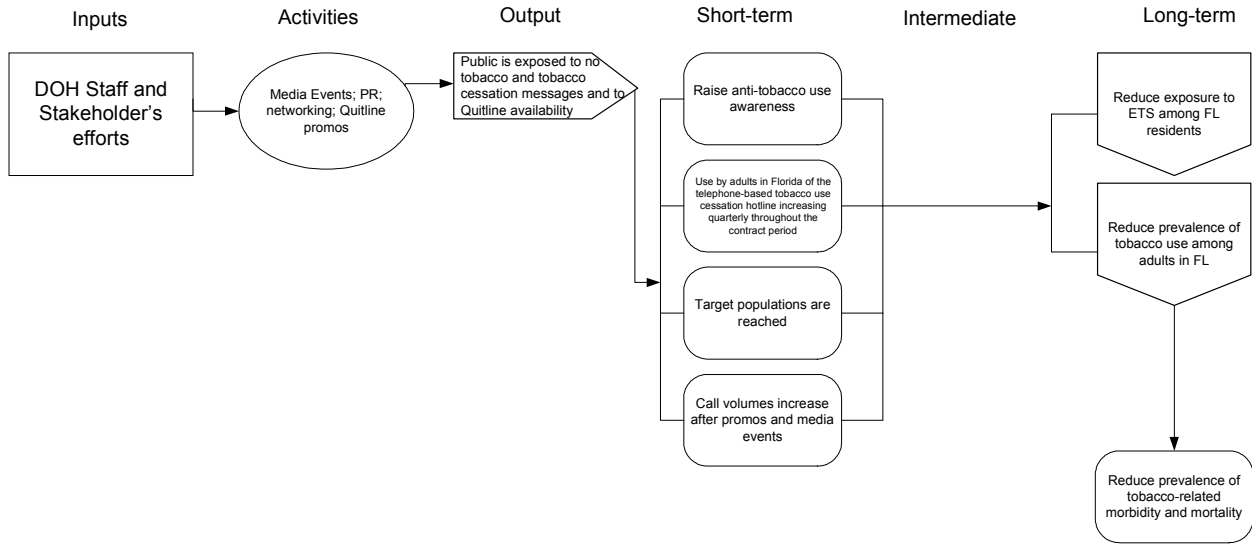 Inputs
Activities
Output
Short-term
Intermediate
Long-term
DOH Staff and
Stakeholder's
efforts
Media Events; PR;
networking; Quitline
promos
Public is exposed to no
tobacco and tobacco
cessation messages and to
Quitline availability
Raise anti-tobacco use
awareness
Use by adults in Florida of the
telephone-based tobacco use
cessation hotline increasing
quarterly throughout the
contract period
Target populations are
reached
Call volumes increase
after promos and media
events
Reduce exposure to
ETS among FL
residents
Reduce prevalence of
tobacco use among
adults in FL
Reduce prevalence of
tobacco-related
morbidity and mortality